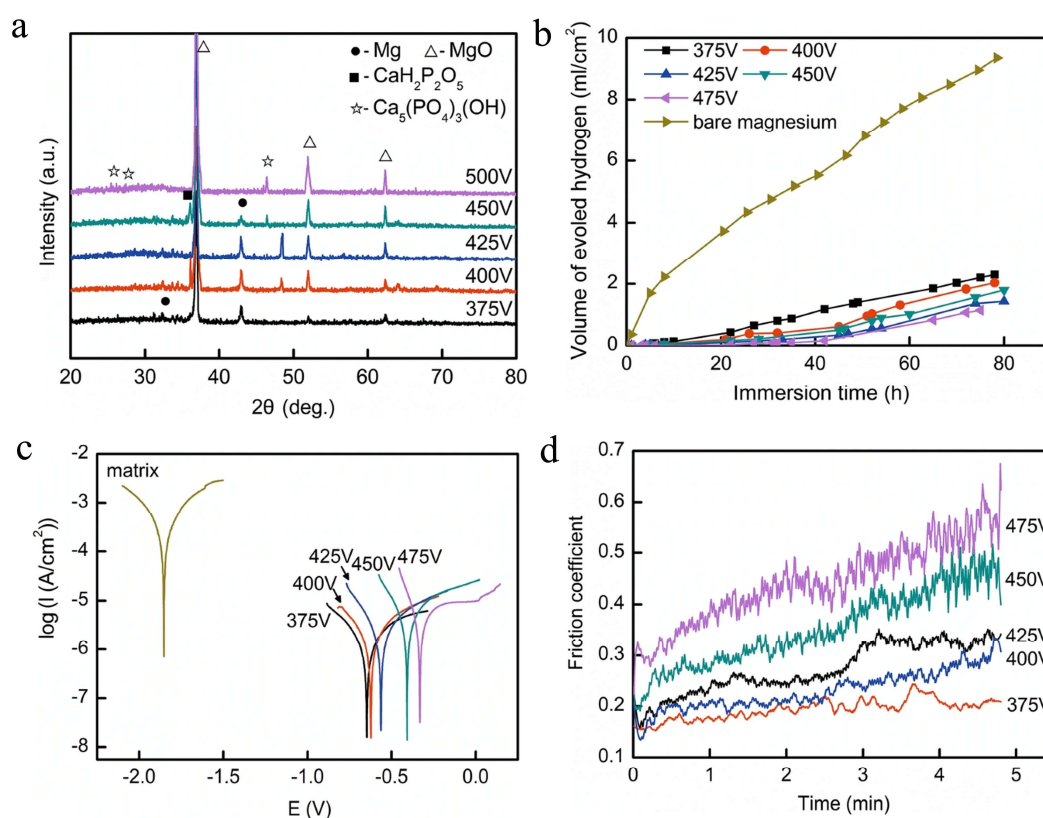 a
● - Mg △ - MgO
■ - CaH₂P₂O₅
☆ - Ca₅(PO₄)₃(OH)
500V
450V
425V
400V
375V
Intensity (a.u.)
20 30 40 50 60 70 80
2θ (deg.)
b
375V 400V
425V 450V
475V
bare magnesium
Volume of evoled hydrogen (ml/cm²)
10
8
6
4
2
0
0 20 40 60 80
Immersion time (h)
c
matrix
425V 450V 475V
400V
375V
log (I (A/cm²))
-2
-3
-4
-5
-6
-7
-8
-2.0 -1.5 -1.0 -0.5 0.0
E (V)
d
475V
450V
425V
400V
375V
Friction coefficient
0.7
0.6
0.5
0.4
0.3
0.2
0.1
0 1 2 3 4 5
Time (min)